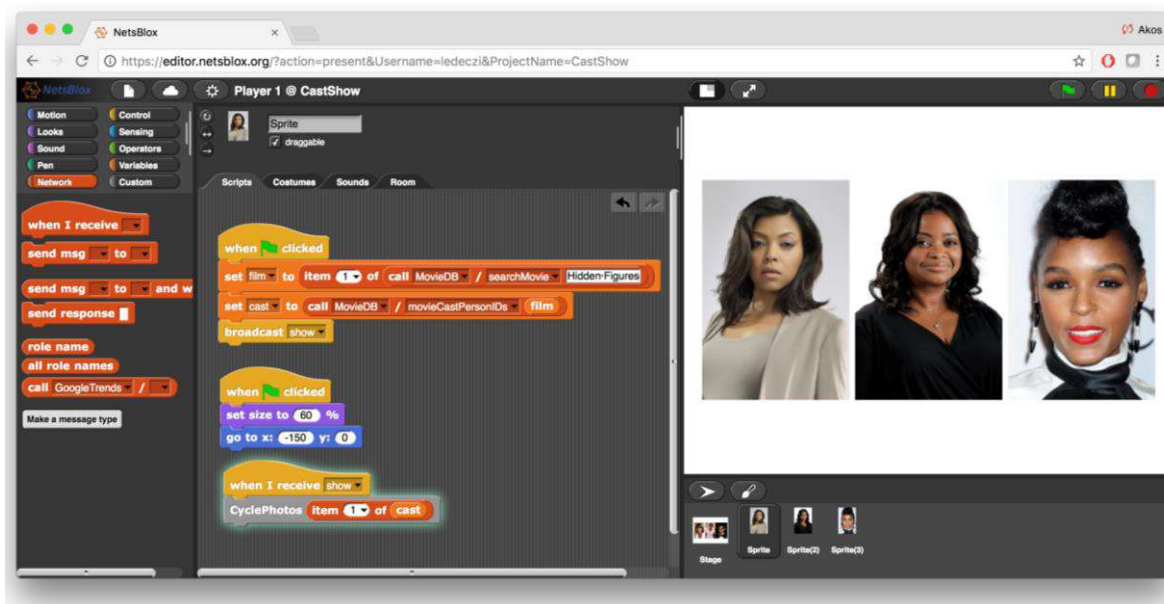 NetsBlox ×
Akos
https://editor.netsblox.org/?action=present&Username=ledeczi&ProjectName=CastShow
NetsBlox
Player 1 @ CastShow
Motion Control
Looks Sensing
Sound Operators
Pen Variables
Network Custom
when I receive
send msg to
send msg to and w
send response
role name
all role names
call GoogleTrends /
Make a message type
Sprite
draggable
Scripts Costumes Sounds Room
when clicked
set film to item 1 of call MovieDB / searchMovie Hidden·Figures
set cast to call MovieDB / movieCastPersonIDs film
broadcast show
when clicked
set size to 60 %
go to x: -150 y: 0
when I receive show
CyclePhotos item 1 of cast
Stage
Sprite
Sprite(2)
Sprite(3)